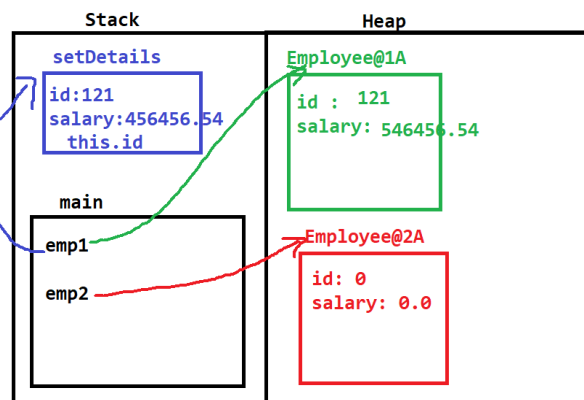 Stack
Heap
setDetails
id:121
salary:456456.54
this.id
main
emp1
emp2
Employee@1A
id : 121
salary: 546456.54
Employee@2A
id: 0
salary: 0.0